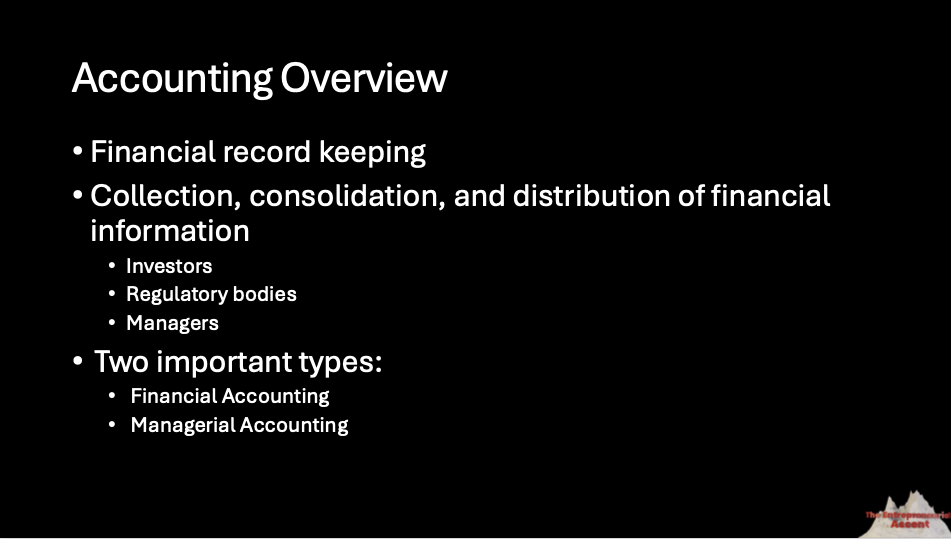 Accounting Overview
• Financial record keeping
• Collection, consolidation, and distribution of financial
information
• Investors
• Regulatory bodies
• Managers
• Two important types:
• Financial Accounting
• Managerial Accounting
The Entrepreneurial
Ascent